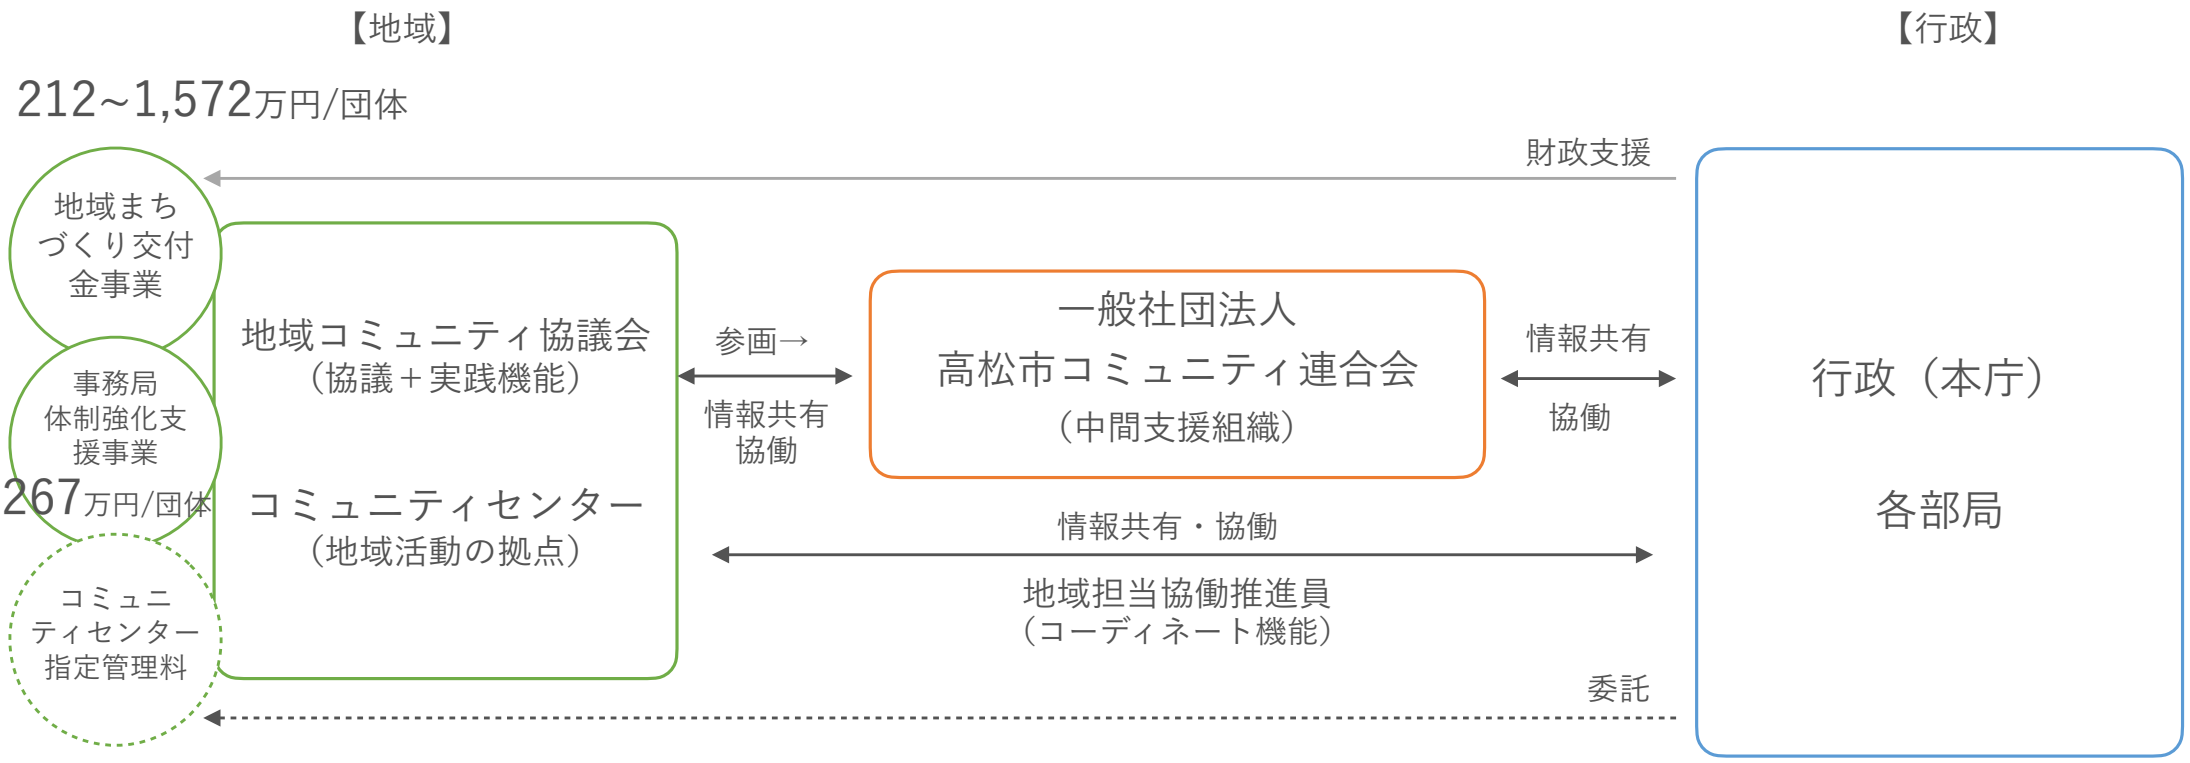 【地域】
【行政】
212~1,572万円/団体
財政支援
地域まち
づくり交付
金事業
事務局
体制強化支
援事業
267万円/団体
コミュニ
ティセンター
指定管理料
地域コミュニティ協議会
（協議＋実践機能）
コミュニティセンター
（地域活動の拠点）
参画→
情報共有
協働
一般社団法人
高松市コミュニティ連合会
（中間支援組織）
情報共有
協働
情報共有・協働
地域担当協働推進員
（コーディネート機能）
委託
行政（本庁）
各部局